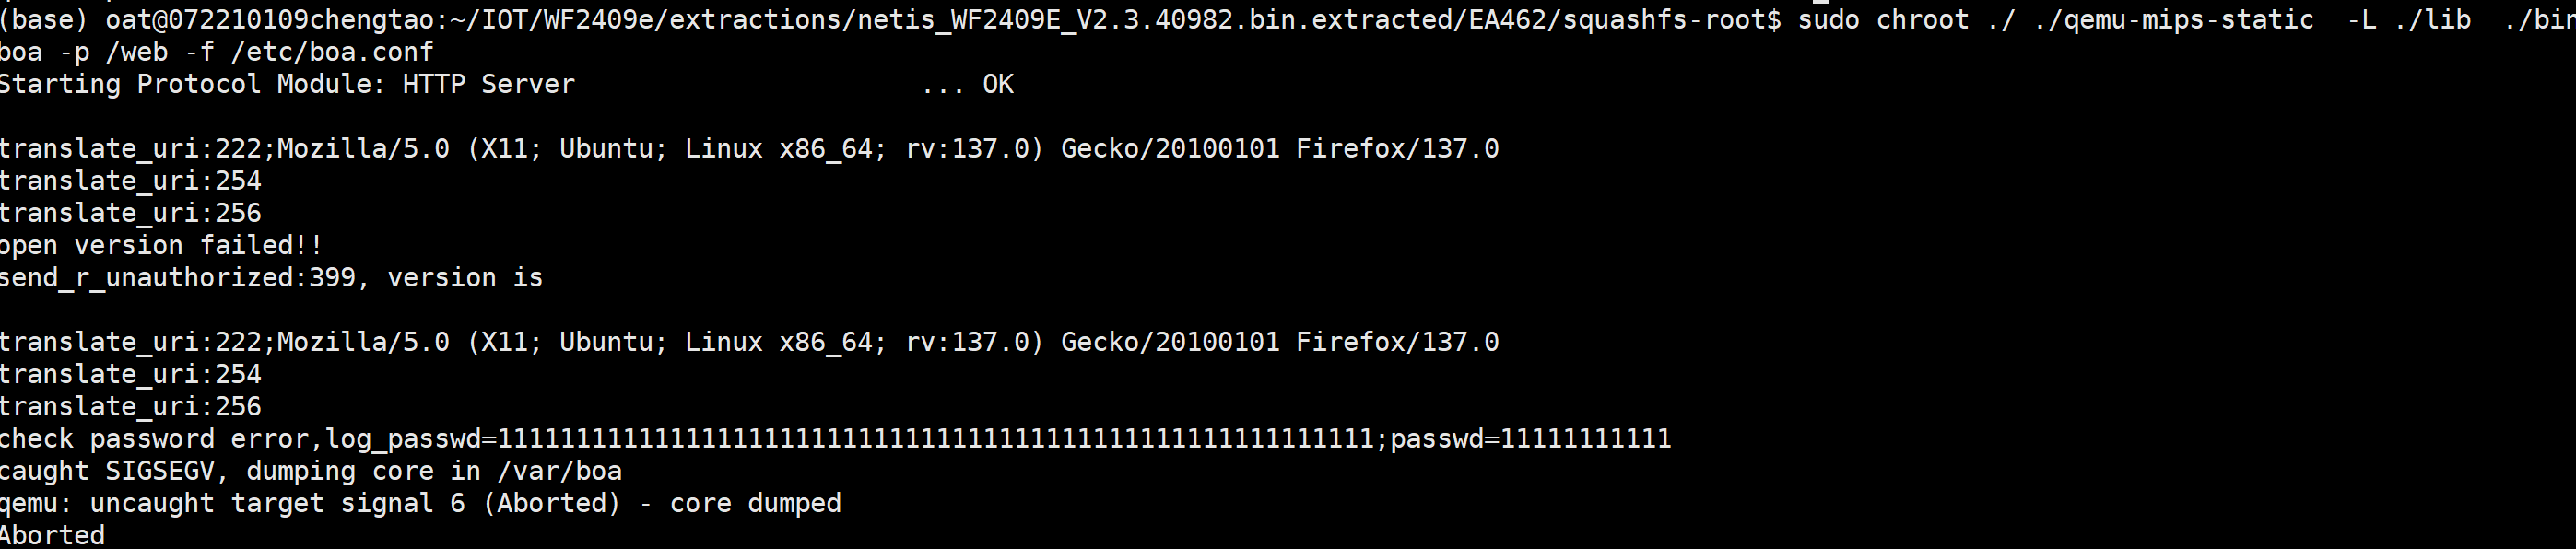 (base) oat@072210109chengtao:~/IOT/WF2409e/extractions/netis_WF2409E_V2.3.40982.bin.extracted/EA462/squashfs-root$ sudo chroot ./ ./qemu-mips-static  -L ./lib  ./bin
boa -p /web -f /etc/boa.conf
Starting Protocol Module: HTTP Server                      ... OK
translate_uri:222;Mozilla/5.0 (X11; Ubuntu; Linux x86_64; rv:137.0) Gecko/20100101 Firefox/137.0
translate_uri:254
translate_uri:256
open version failed!!
send_r_unauthorized:399, version is
translate_uri:222;Mozilla/5.0 (X11; Ubuntu; Linux x86_64; rv:137.0) Gecko/20100101 Firefox/137.0
translate_uri:254
translate_uri:256
check password error,log_passwd=11111111111111111111111111111111111111111111111111111111;passwd=11111111111
caught SIGSEGV, dumping core in /var/boa
qemu: uncaught target signal 6 (Aborted) - core dumped
Aborted